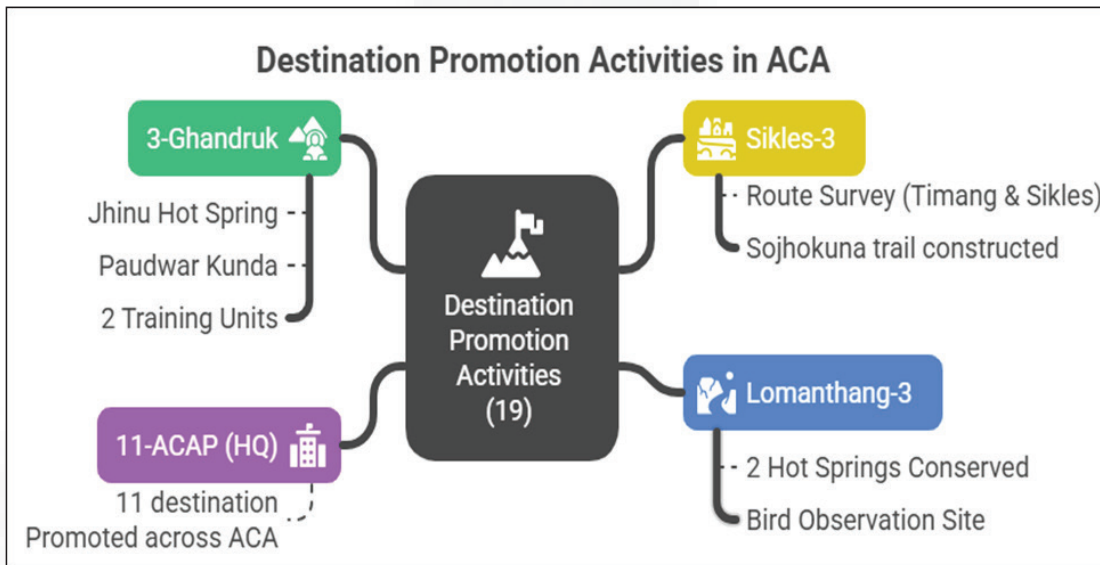 Destination Promotion Activities in ACA
3-Ghandruk
Jhinu Hot Spring
Paudwar Kunda
2 Training Units
11-ACAP (HQ)
11 destination
Promoted across ACA
Destination
Promotion
Activities
(19)
Sikles-3
Route Survey (Timang & Sikles)
Sojhokuna trail constructed
Lomanthang-3
2 Hot Springs Conserved
Bird Observation Site